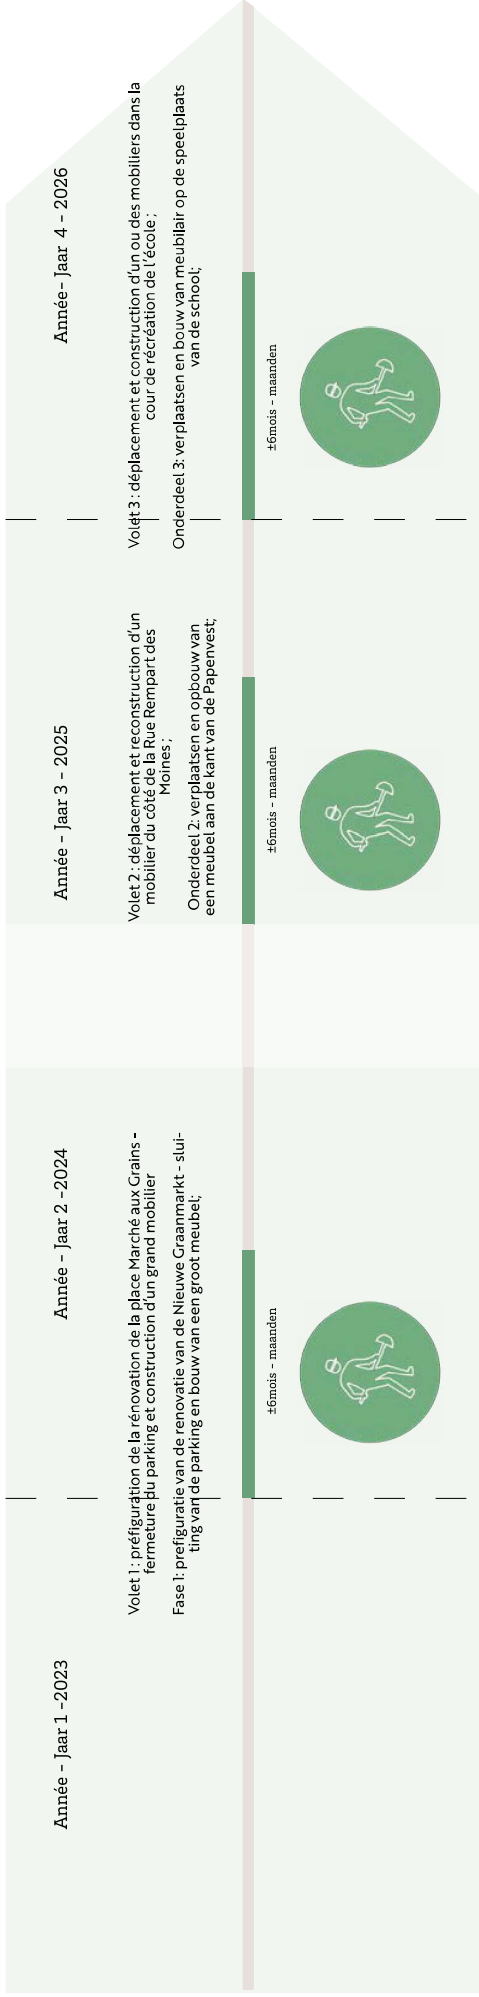 Année - Jaar 1 -2023
Année - Jaar 2 -2024
Année - Jaar 3 - 2025
Année- Jaar 4 - 2026
Volet 1 : préfiguration de la rénovation de la place Marché aux Grains -
fermeture du parking et construction d'un grand mobilier
Fase 1: prefiguratie van de renovatie van de Nieuwe Graanmarkt - slui-
ting van de parking en bouw van een groot meubel;
±6mois - maanden
Volet 2 : déplacement et reconstruction d'un
mobilier du côté de la Rue Rempart des
Moines ;
Onderdeel 2: verplaatsen en opbouw van
een meubel aan de kant van de Papenvest;
±6mois - maanden
Volet 3 : déplacement et construction d'un ou des mobiliers dans la
cour de récréation de l'école ;
Onderdeel 3: verplaatsen en bouw van meubilair op de speelplaats
van de school;
±6mois - maanden